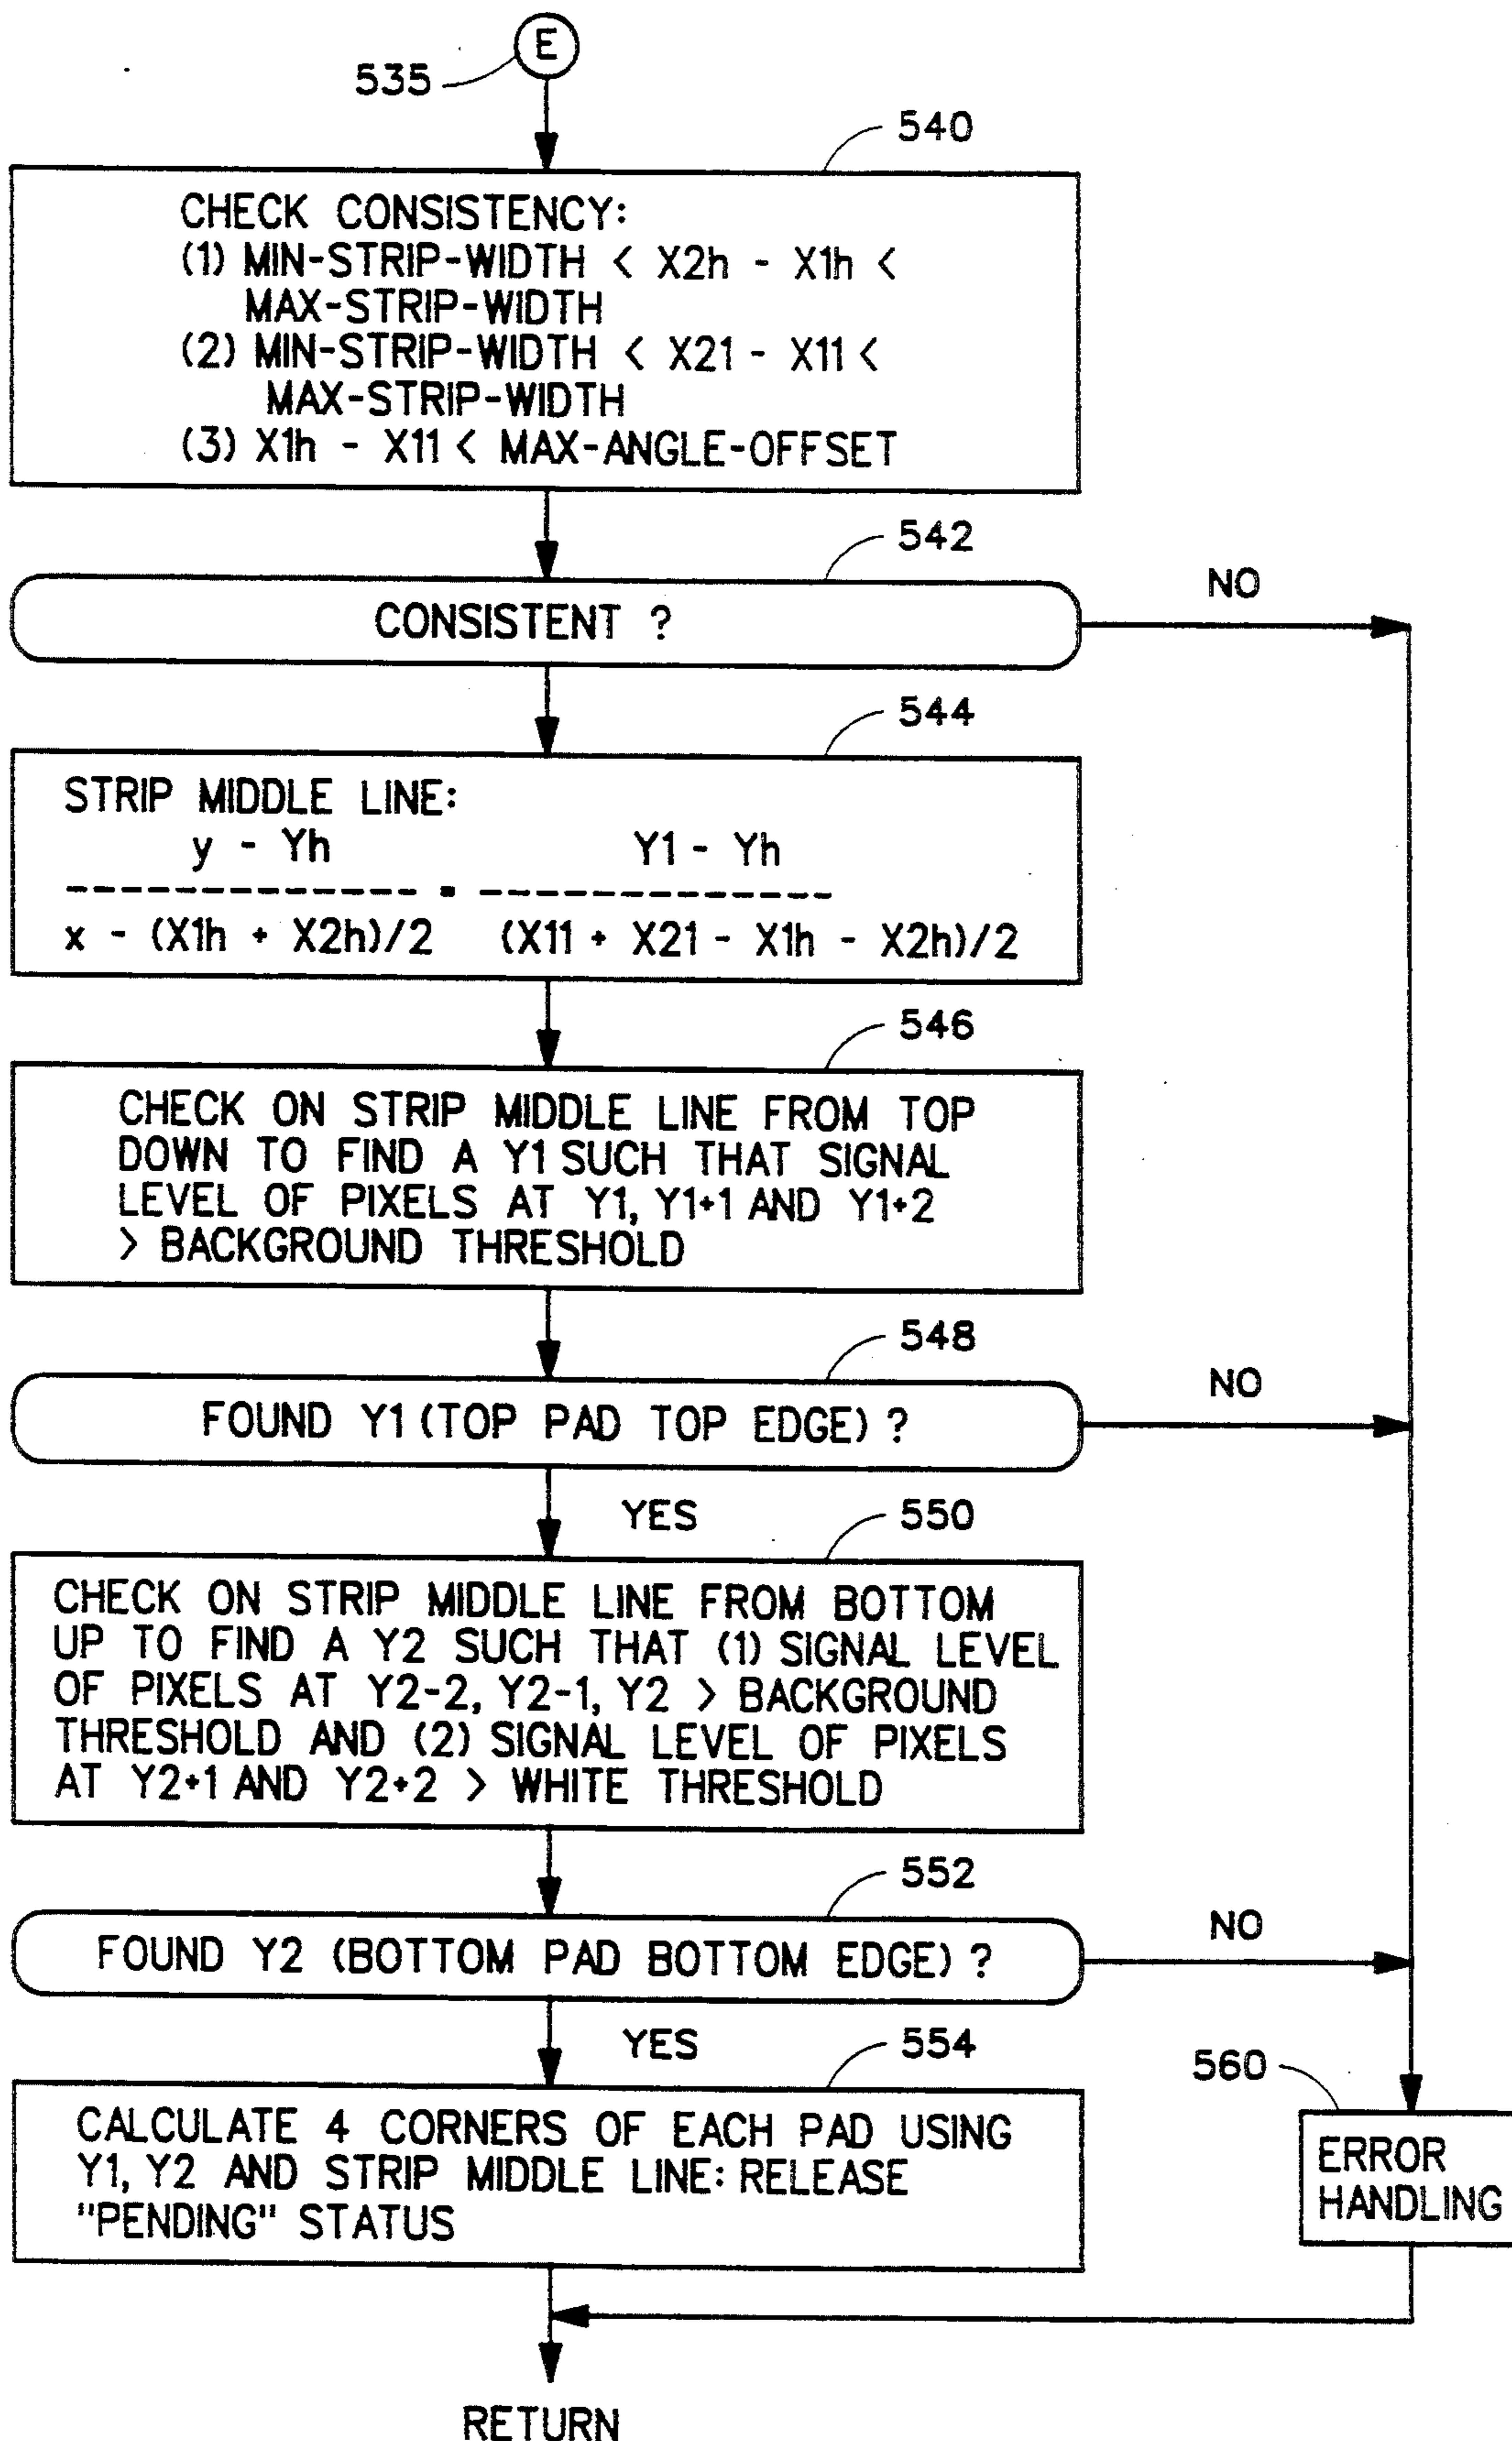 E
535
540
CHECK CONSISTENCY:
(1) MIN-STRIP-WIDTH < X2h - X1h <
MAX-STRIP-WIDTH
(2) MIN-STRIP-WIDTH < X21 - X11 <
MAX-STRIP-WIDTH
(3) X1h - X11 < MAX-ANGLE-OFFSET
542
CONSISTENT ?
NO
544
STRIP MIDDLE LINE:
y - Yh Y1 - Yh
--------------- = ---------------
x - (X1h + X2h)/2 (X11 + X21 - X1h - X2h)/2
546
CHECK ON STRIP MIDDLE LINE FROM TOP
DOWN TO FIND A Y1 SUCH THAT SIGNAL
LEVEL OF PIXELS AT Y1, Y1+1 AND Y1+2
> BACKGROUND THRESHOLD
548
FOUND Y1 (TOP PAD TOP EDGE) ?
NO
YES
550
CHECK ON STRIP MIDDLE LINE FROM BOTTOM
UP TO FIND A Y2 SUCH THAT (1) SIGNAL LEVEL
OF PIXELS AT Y2-2, Y2-1, Y2 > BACKGROUND
THRESHOLD AND (2) SIGNAL LEVEL OF PIXELS
AT Y2+1 AND Y2+2 > WHITE THRESHOLD
552
FOUND Y2 (BOTTOM PAD BOTTOM EDGE) ?
NO
YES
554
CALCULATE 4 CORNERS OF EACH PAD USING
Y1, Y2 AND STRIP MIDDLE LINE: RELEASE
"PENDING" STATUS
560
ERROR
HANDLING
RETURN